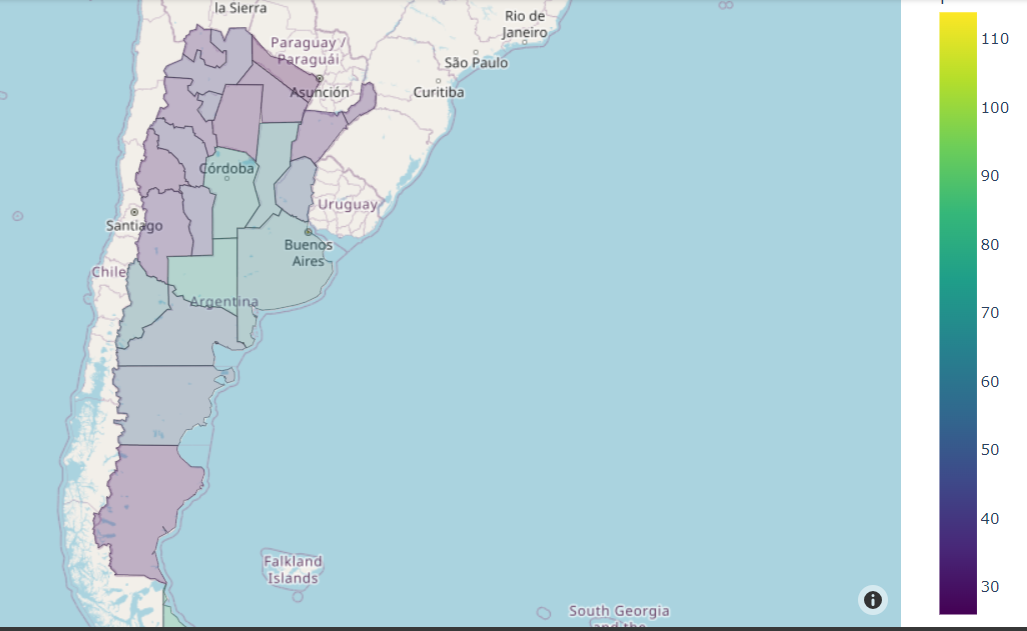 la Sierra
Rio de
Janeiro
Paraguay /
Paraguái
São Paulo
Asunción
Curitiba
Córdoba
Uruguay
Santiago
Buenos
Aires
Chile
Argentina
Falkland
Islands
South Georgia
and the
110
100
90
80
70
60
50
40
30